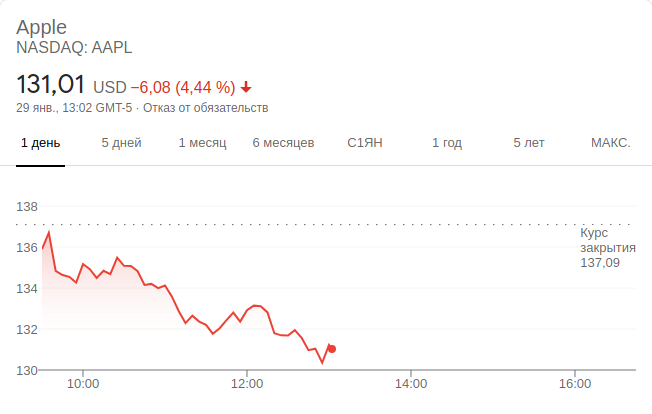 Apple
NASDAQ: AAPL
131,01 USD −6,08 (4,44 %)
29 янв., 13:02 GMT-5 · Отказ от обязательств
1 день 5 дней 1 месяц 6 месяцев С1ЯН 1 год 5 лет МАКС.
138
136
134
132
130
Курс
закрытия
137,09
10:00 12:00 14:00 16:00